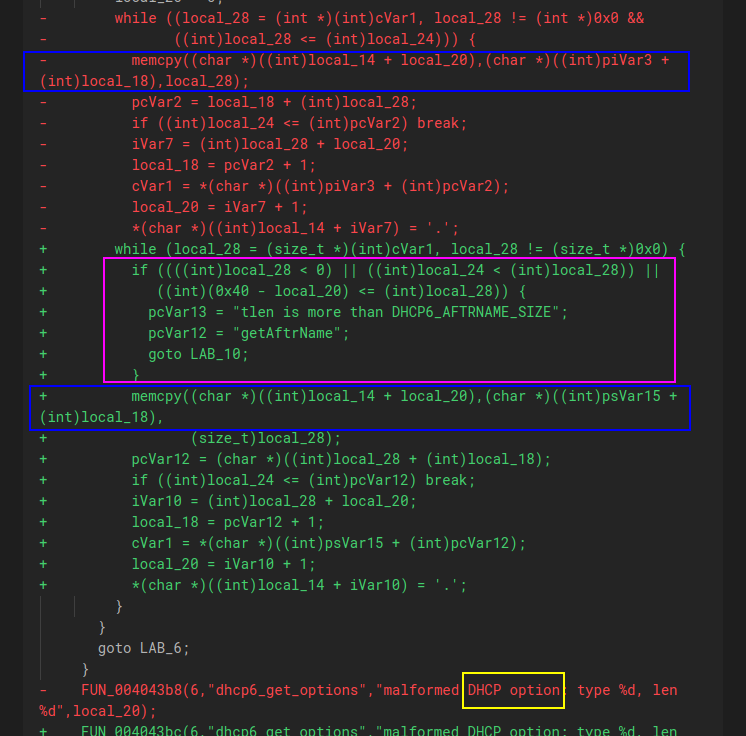 -        while ((local_28 = (int *)(int)cVar1, local_28 != (int *)0x0 &&
-               ((int)local_28 <= (int)local_24))) {
-          memcpy((char *)((int)local_14 + local_20),(char *)((int)piVar3 +
(int)local_18),local_28);
-          pcVar2 = local_18 + (int)local_28;
-          if ((int)local_24 <= (int)pcVar2) break;
-          iVar7 = (int)local_28 + local_20;
-          local_18 = pcVar2 + 1;
-          cVar1 = *(char *)((int)piVar3 + (int)pcVar2);
-          local_20 = iVar7 + 1;
-          *(char *)((int)local_14 + iVar7) = '.';
+        while (local_28 = (size_t *)(int)cVar1, local_28 != (size_t *)0x0) {
+          if ((((int)local_28 < 0) || ((int)local_24 < (int)local_28)) ||
+             ((int)(0x40 - local_20) <= (int)local_28)) {
+            pcVar13 = "tlen is more than DHCP6_AFTRNAME_SIZE";
+            pcVar12 = "getAftrName";
+            goto LAB_10;
+          }
+          memcpy((char *)((int)local_14 + local_20),(char *)((int)psVar15 +
(int)local_18),
+                 (size_t)local_28);
+          pcVar12 = (char *)((int)local_28 + (int)local_18);
+          if ((int)local_24 <= (int)pcVar12) break;
+          iVar10 = (int)local_28 + local_20;
+          local_18 = pcVar12 + 1;
+          cVar1 = *(char *)((int)psVar15 + (int)pcVar12);
+          local_20 = iVar10 + 1;
+          *(char *)((int)local_14 + iVar10) = '.';
         }
       }
       goto LAB_6;
     }
-    FUN_004043b8(6,"dhcp6_get_options","malformed DHCP option: type %d, len
%d",local_20);
+    FUN_004043bc(6,"dhcp6_get_options","malformed DHCP option: type %d, len